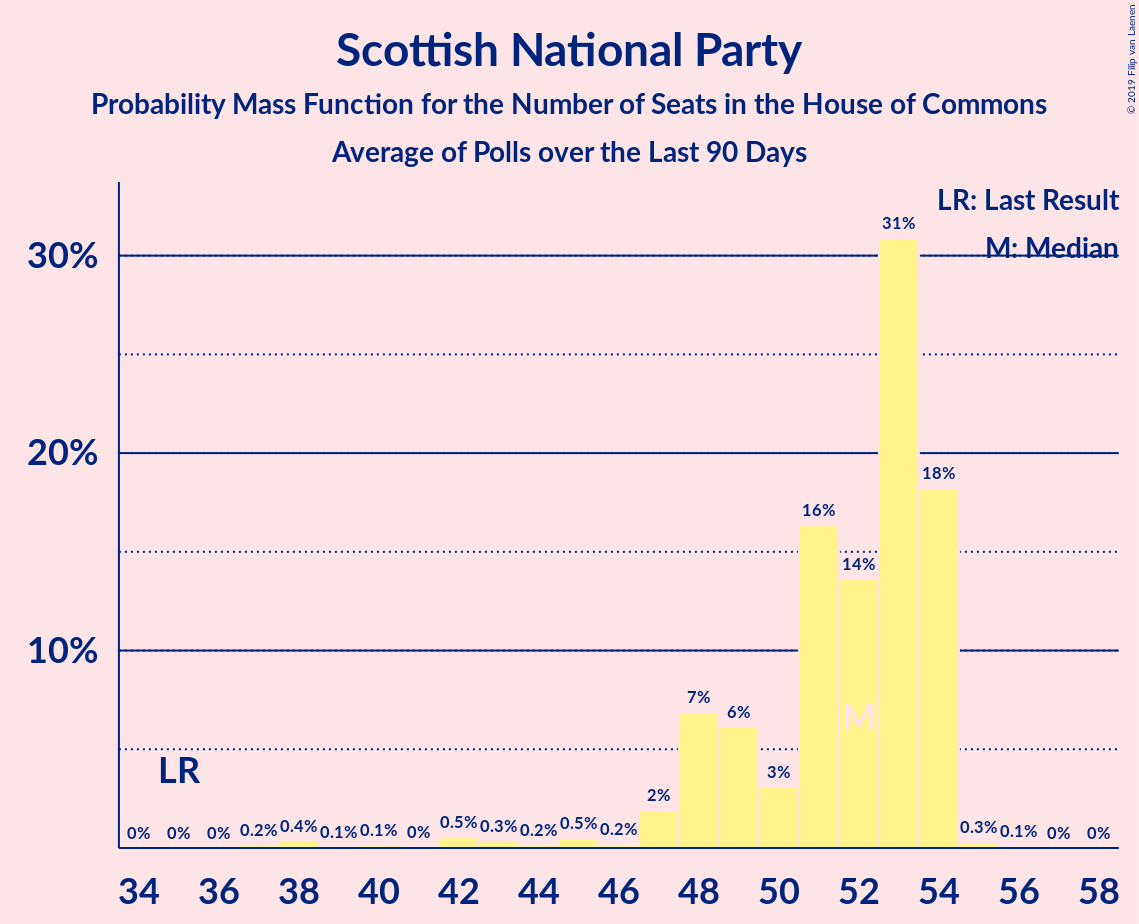 Scottish National Party
Probability Mass Function for the Number of Seats in the House of Commons
Average of Polls over the Last 90 Days
© 2019 Filip van Laenen
LR: Last Result
M: Median
30%
20%
10%
31%
18%
16%
14%
7%
6%
3%
2%
M
LR
0% 0% 0% 0.2% 0.4% 0.1% 0.1% 0% 0.5% 0.3% 0.2% 0.5% 0.2% 0.3% 0.1% 0% 0%
34 36 38 40 42 44 46 48 50 52 54 56 58